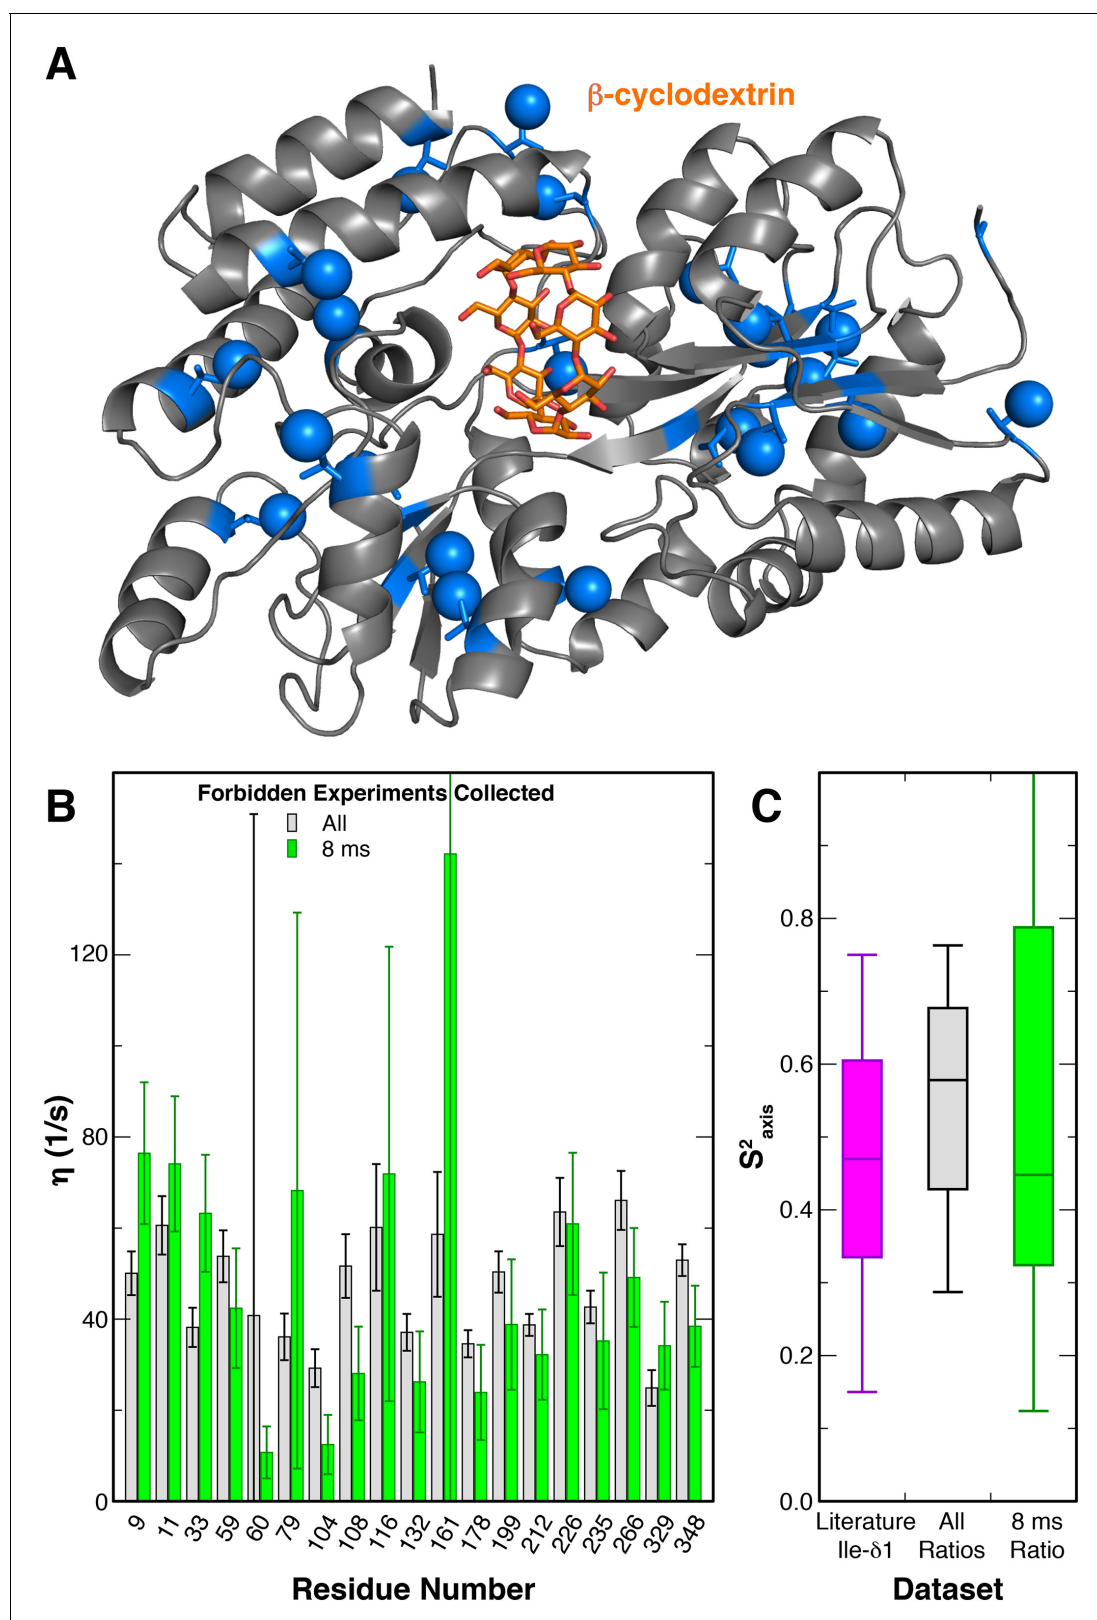 A
β-cyclodextrin
B
Forbidden Experiments Collected
All
8 ms
η (1/s)
120
80
40
0
9 11 33 59 60 79 104 108 116 132 161 178 199 212 226 235 266 329 348
Residue Number
C
S²axis
0.8
0.6
0.4
0.2
0.0
Literature Ile-δ1
All Ratios
8 ms Ratio
Dataset